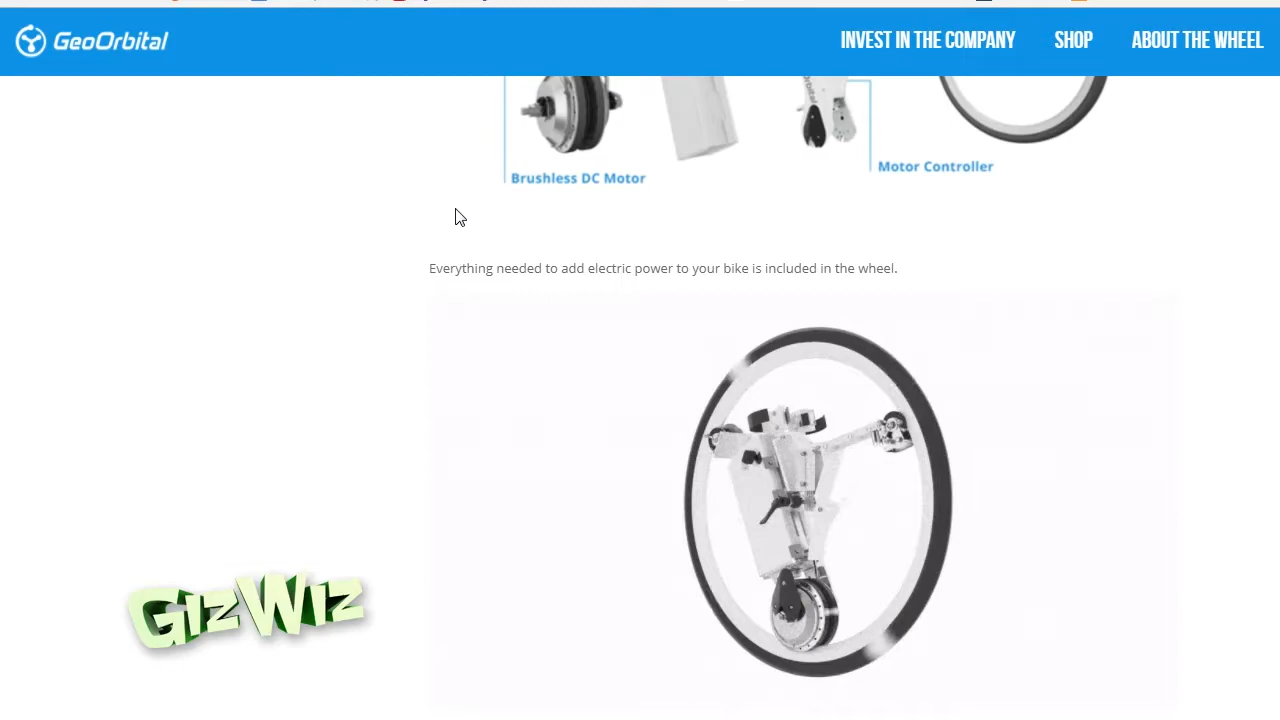 GeoOrbital
INVEST IN THE COMPANY
SHOP
ABOUT THE WHEEL
Orbital
Brushless DC Motor
Motor Controller
Everything needed to add electric power to your bike is included in the wheel.
GIZWIZ